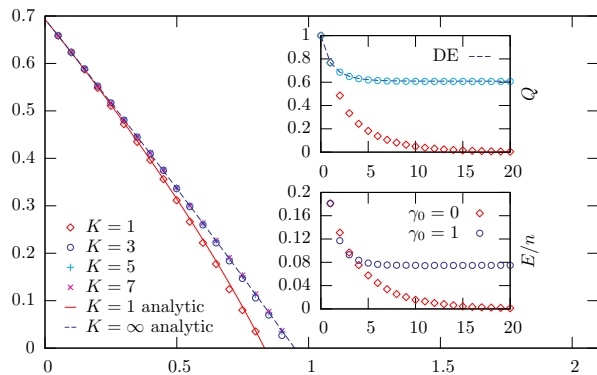 0.7
0.6
0.5
0.4
0.3
0.2
0.1
0
0 0.5 1 1.5 2
K = 1
K = 3
K = 5
K = 7
K = 1 analytic
K = ∞ analytic
1
0.8
0.6
0.4
0.2
0
0 5 10 15 20
DE
Q
0.2
0.16
0.12
0.08
0.04
0
0 5 10 15 20
γ₀ = 0
γ₀ = 1
E/n